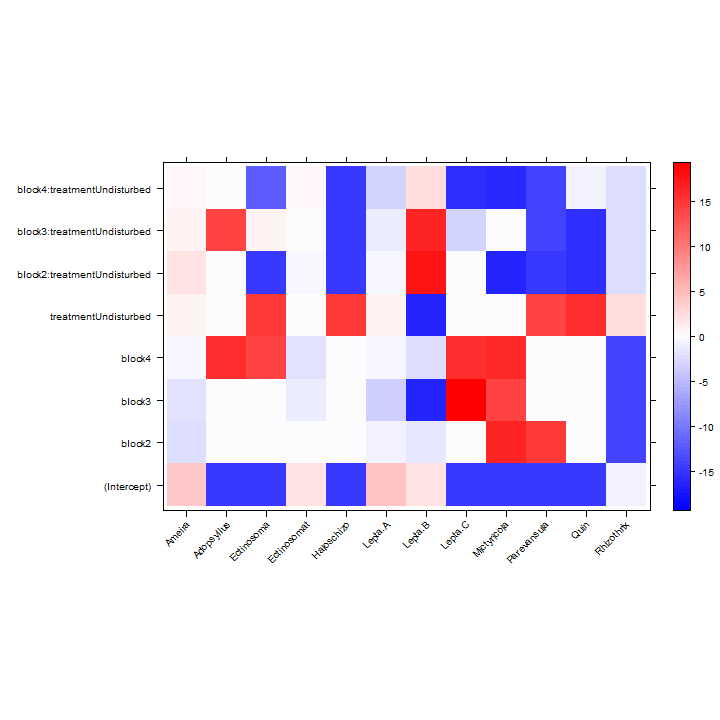 block4:treatmentUndisturbed
block3:treatmentUndisturbed
block2:treatmentUndisturbed
treatmentUndisturbed
block4
block3
block2
(Intercept)
Ameira
Adopsyllus
Ectinosoma
Ectinosomat
Haloschizo
Lepta.A
Lepta.B
Lepta.C
Mictyricola
Parevansula
Quin
Rhizothrix
15
10
5
0
-5
-10
-15